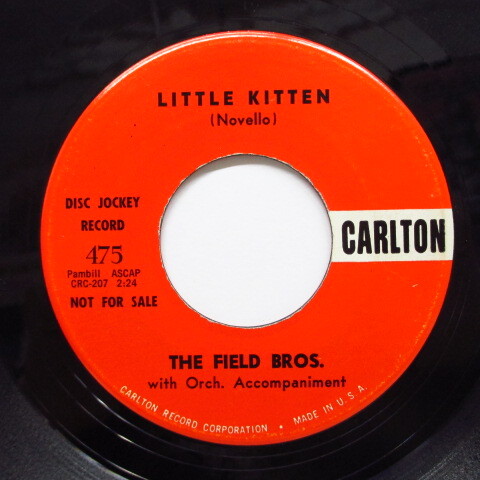 LITTLE KITTEN
(Novello)
DISC JOCKEY
RECORD
475
Pambill ASCAP
CRC-207 2:24
NOT FOR SALE
CARLTON
THE FIELD BROS.
with Orch. Accompaniment
CARLTON RECORD CORPORATION • MADE IN U.S.A.